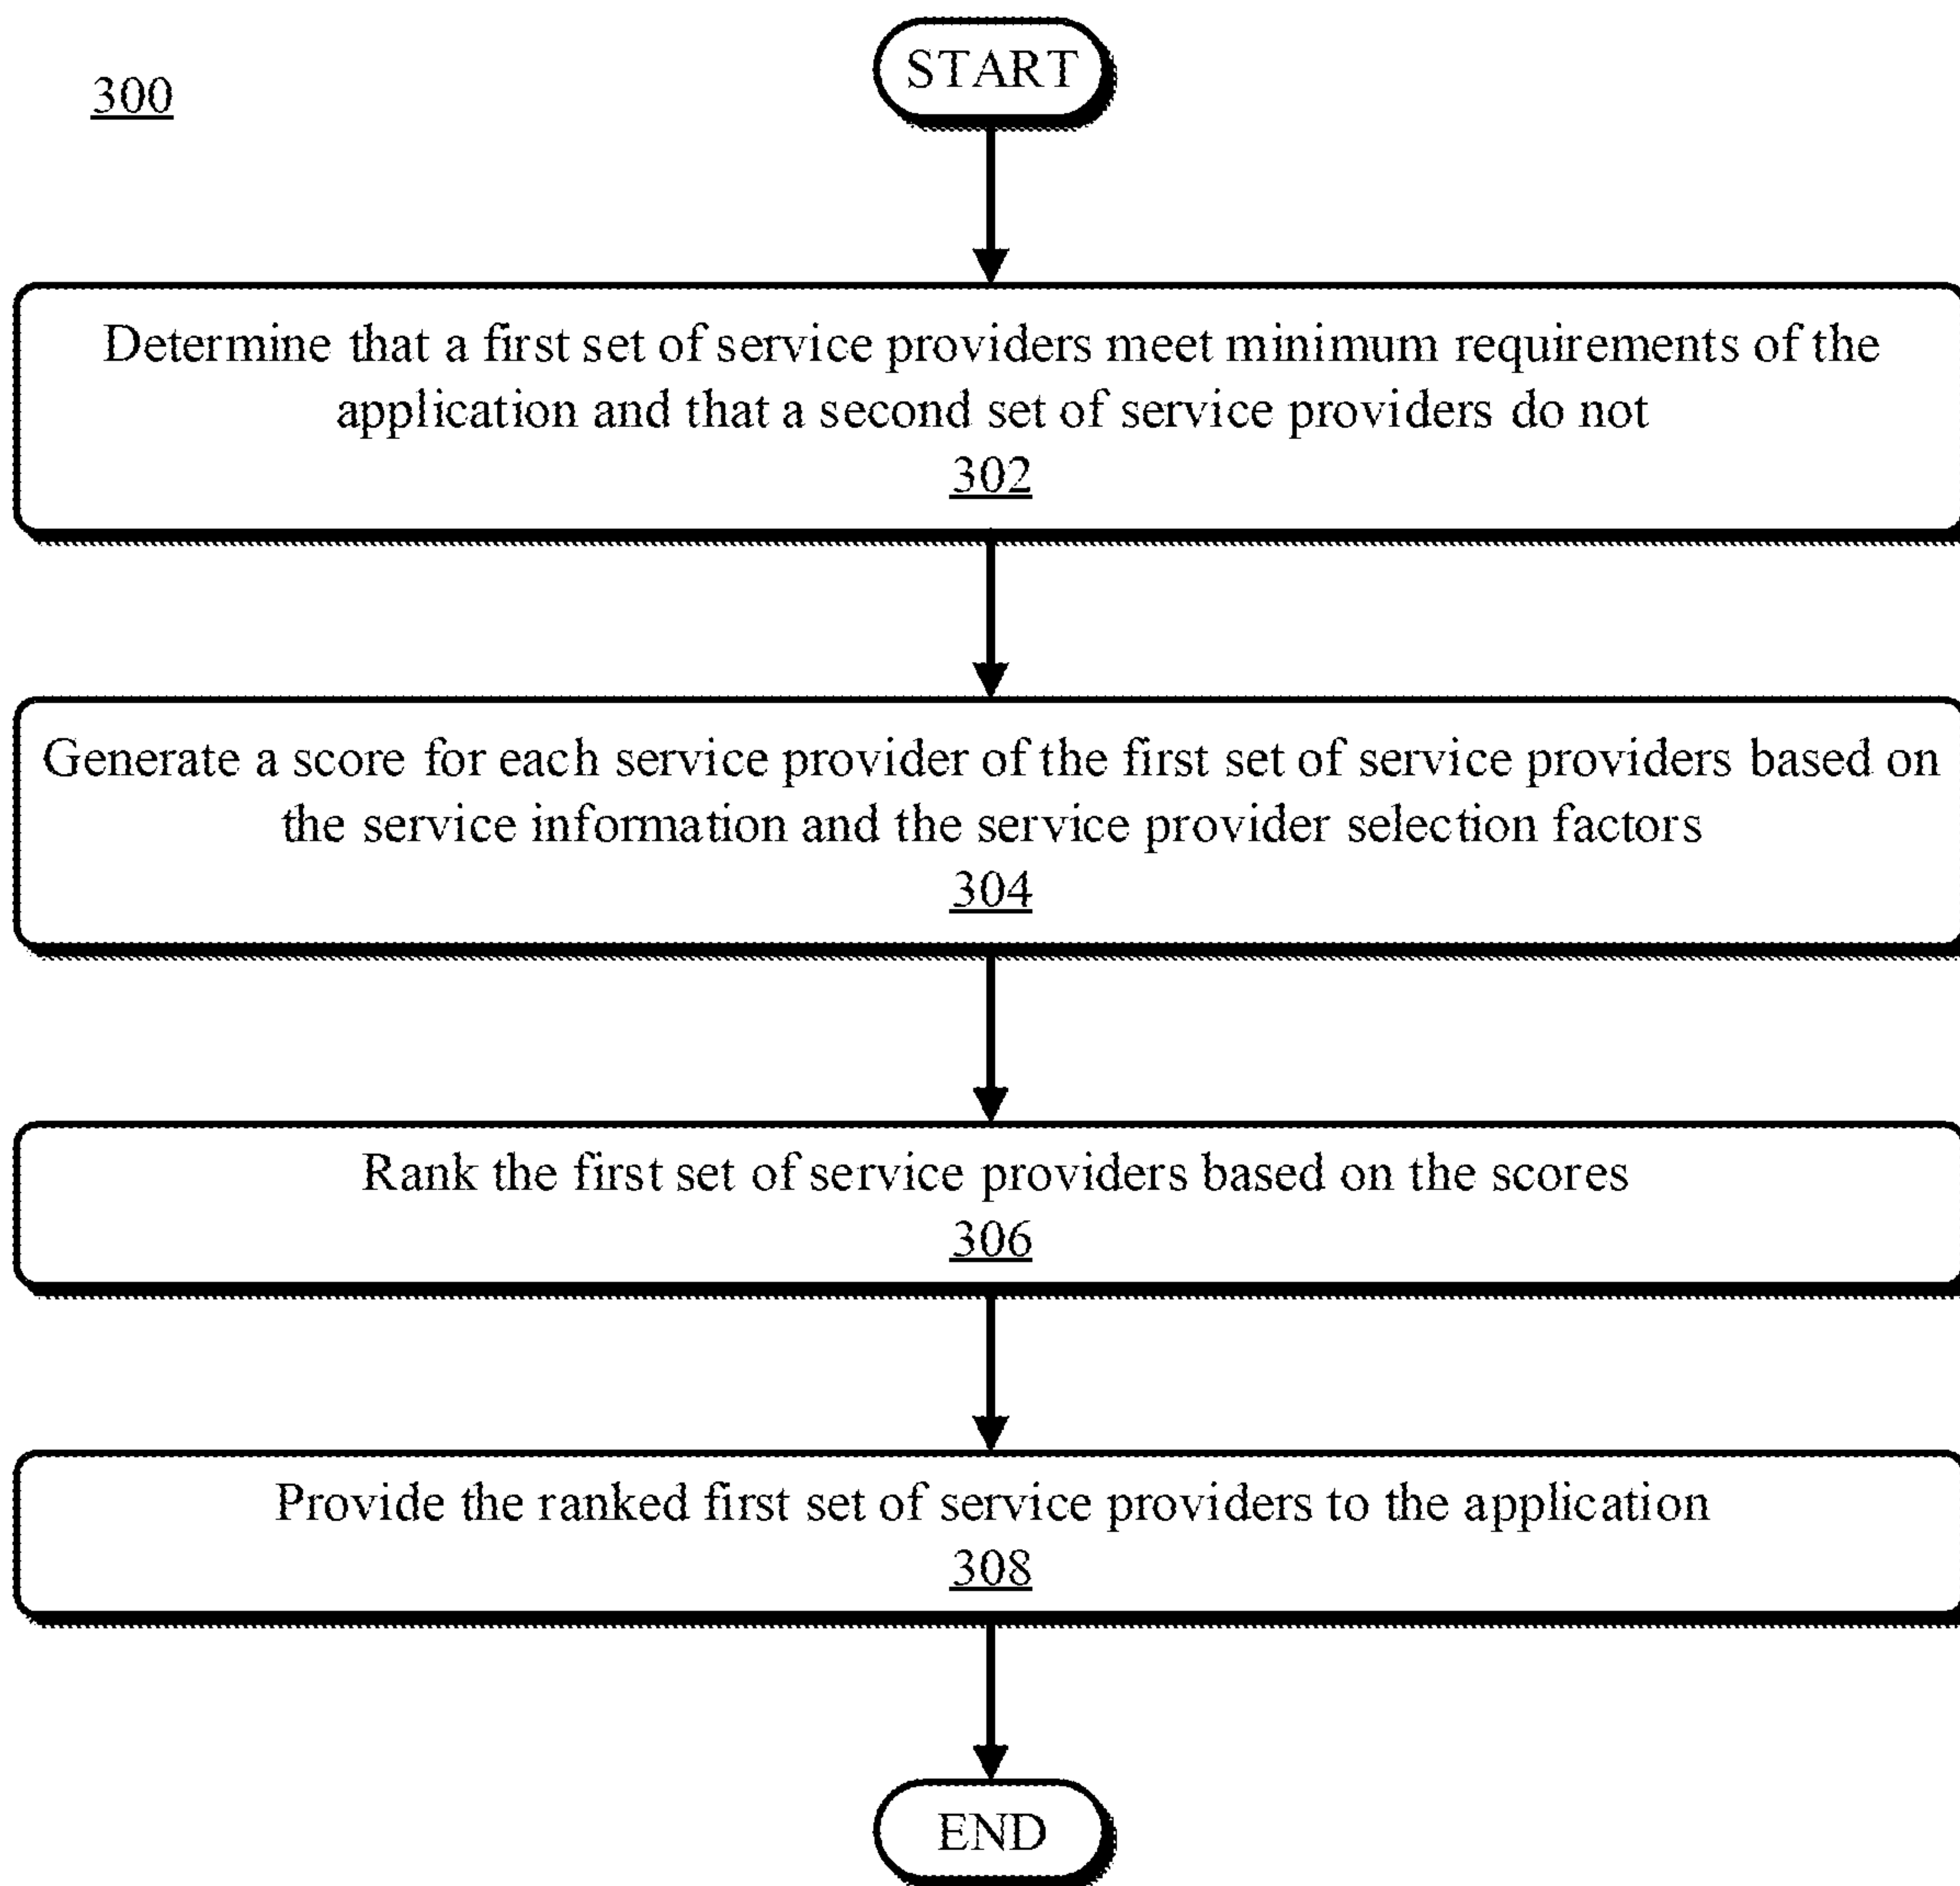 START
300
Determine that a first set of service providers meet minimum requirements of the
application and that a second set of service providers do not
302
Generate a score for each service provider of the first set of service providers based on
the service information and the service provider selection factors
304
Rank the first set of service providers based on the scores
306
Provide the ranked first set of service providers to the application
308
END